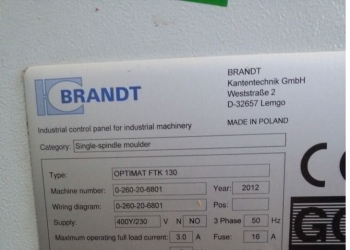 BRANDT
BRANDT
Kantentechnik GmbH
Weststraße 2
D-32657 Lemgo
Industrial control panel for industrial machinery
MADE IN POLAND
Category: Single-spindle moulder
Type: OPTIMAT FTK 130
Machine number: 0-260-20-6801 Year: 2012
Wiring diagram: 0-260-20-6801 Pos:
Supply: 400Y/230 V N NO 3 Phase 50 Hz
Maximum operating full load current: 3.0 A Fuse: 16 A